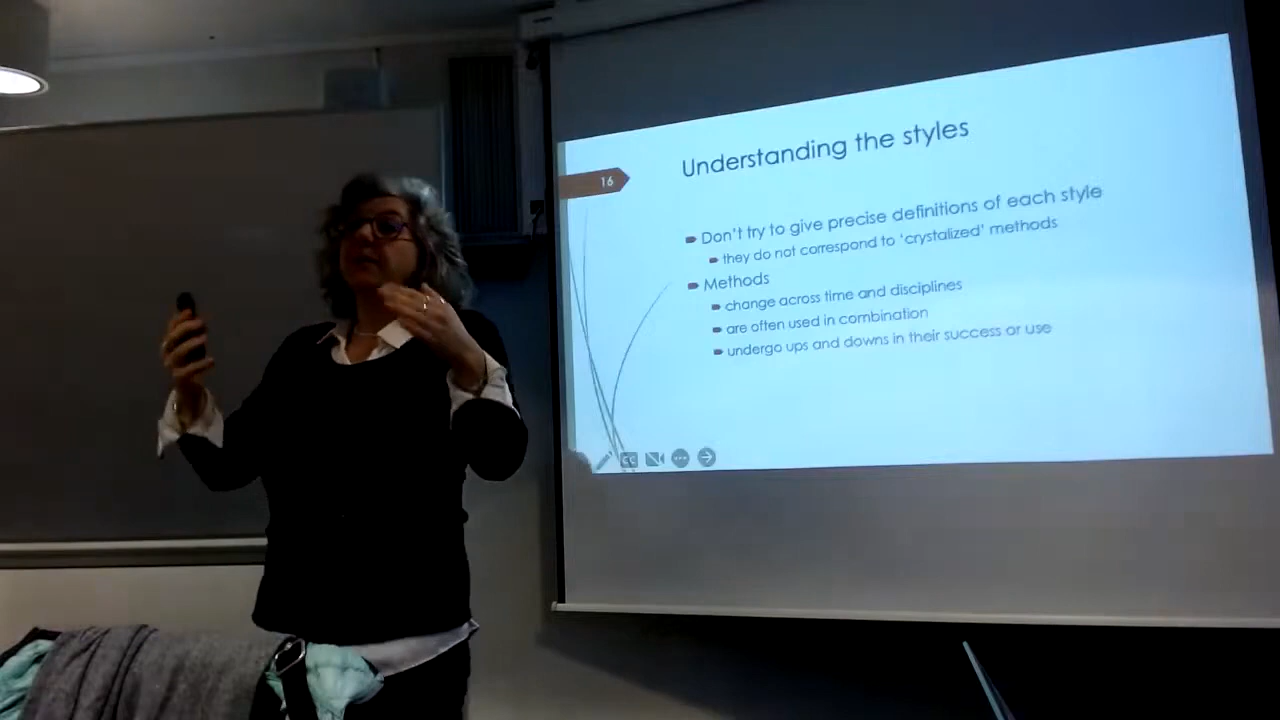 Understanding the styles
16
Don't try to give precise definitions of each style
they do not correspond to 'crystalized' methods
Methods
change across time and disciplines
are often used in combination
undergo ups and downs in their success or use
CC